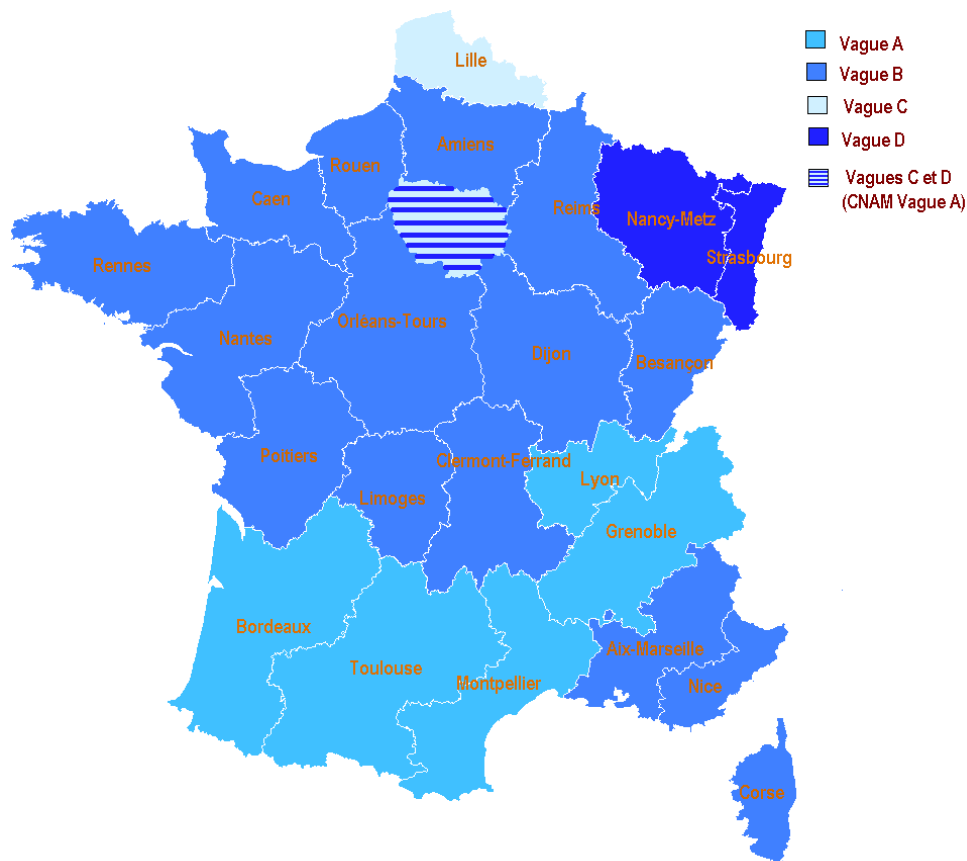 Lille
Vague A
Vague B
Vague C
Vague D
Vagues C et D
(CNAM Vague A)
Amiens
Rouen
Caen
Reims
Nancy-Metz
Strasbourg
Rennes
Orléans-Tours
Nantes
Dijon
Besançon
Poitiers
Clermont-Ferrand
Lyon
Limoges
Grenoble
Bordeaux
Aix-Marseille
Toulouse
Montpellier
Nice
Corse